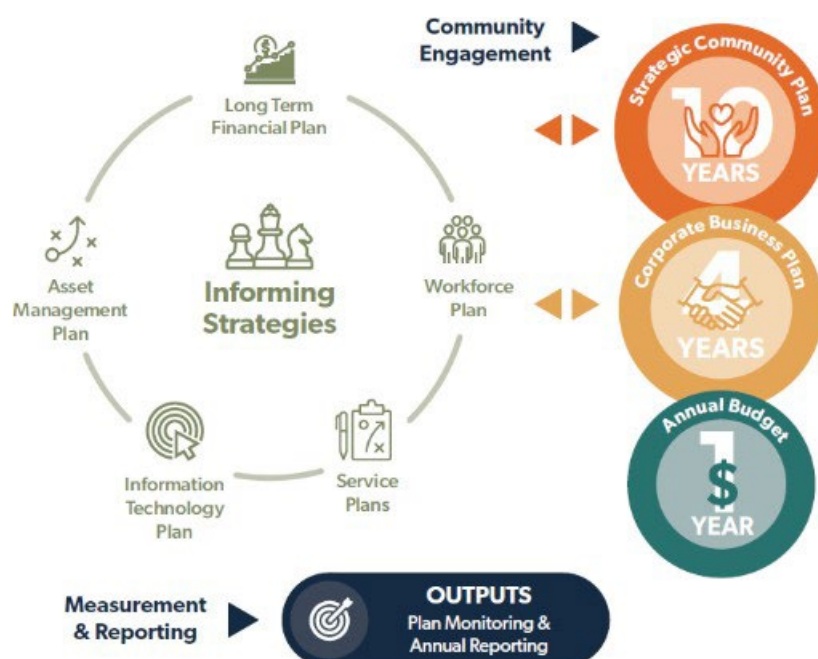 Community
Engagement
Strategic Community Plan
10
YEARS
Long Term
Financial Plan
Informing
Strategies
Asset
Management
Plan
Workforce
Plan
Corporate Business Plan
4
YEARS
Information
Technology
Plan
Service
Plans
Annual Budget
1
$
YEAR
Measurement
& Reporting
OUTPUTS
Plan Monitoring &
Annual Reporting